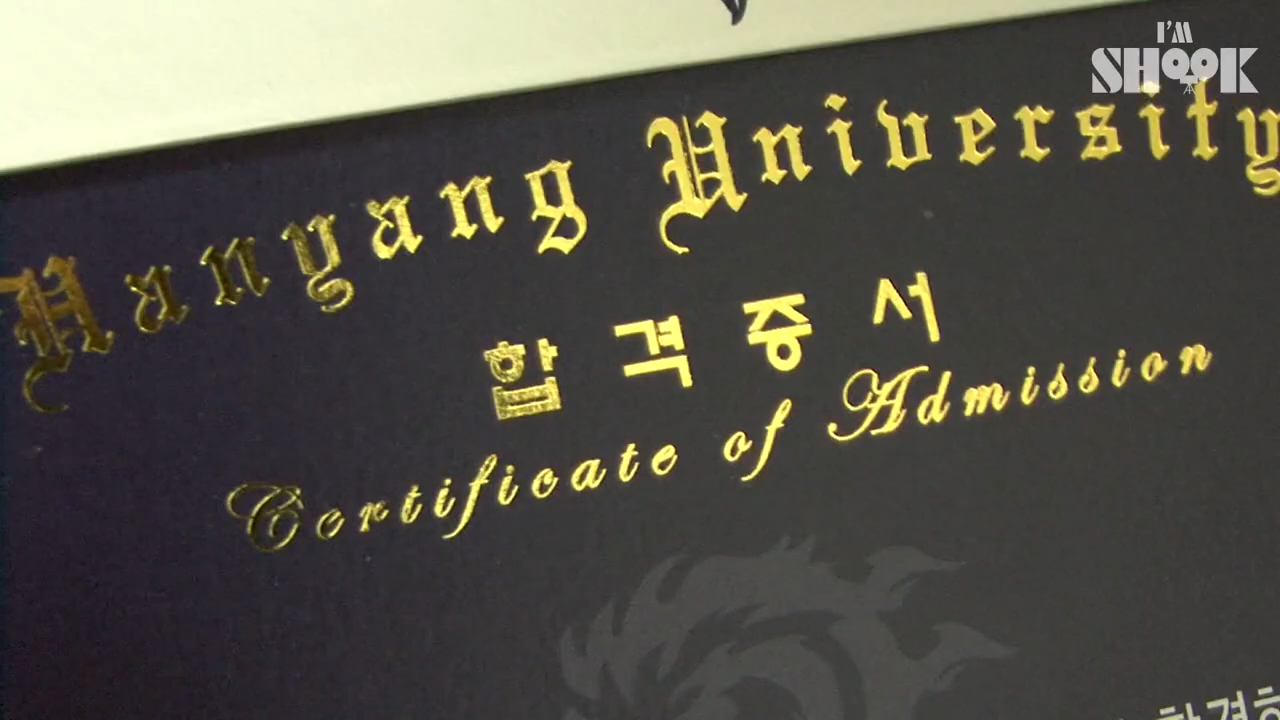 I'M
SHOOK
Hanyang University
합격증서
Certificate of Admission